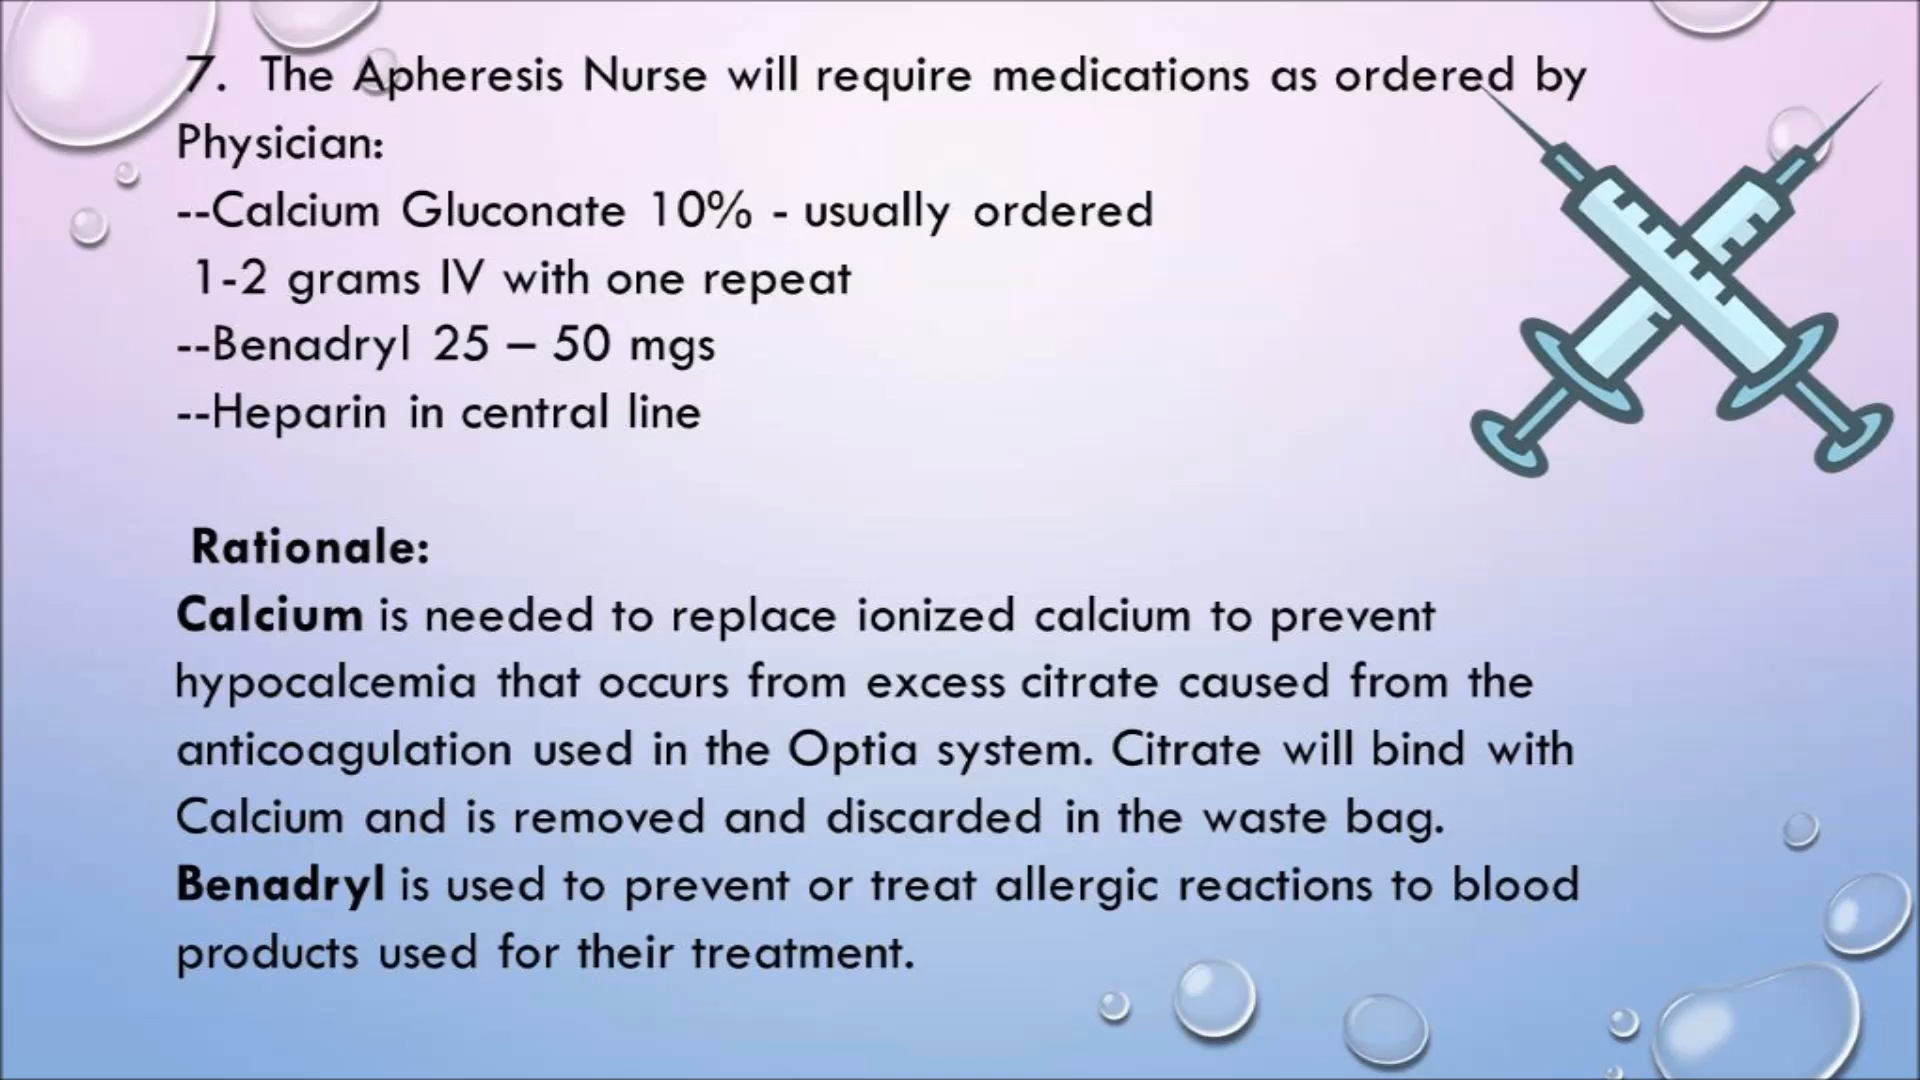 7. The Apheresis Nurse will require medications as ordered by
Physician:
--Calcium Gluconate 10% - usually ordered
1-2 grams IV with one repeat
--Benadryl 25 – 50 mgs
--Heparin in central line
Rationale:
Calcium is needed to replace ionized calcium to prevent
hypocalcemia that occurs from excess citrate caused from the
anticoagulation used in the Optia system. Citrate will bind with
Calcium and is removed and discarded in the waste bag.
Benadryl is used to prevent or treat allergic reactions to blood
products used for their treatment.